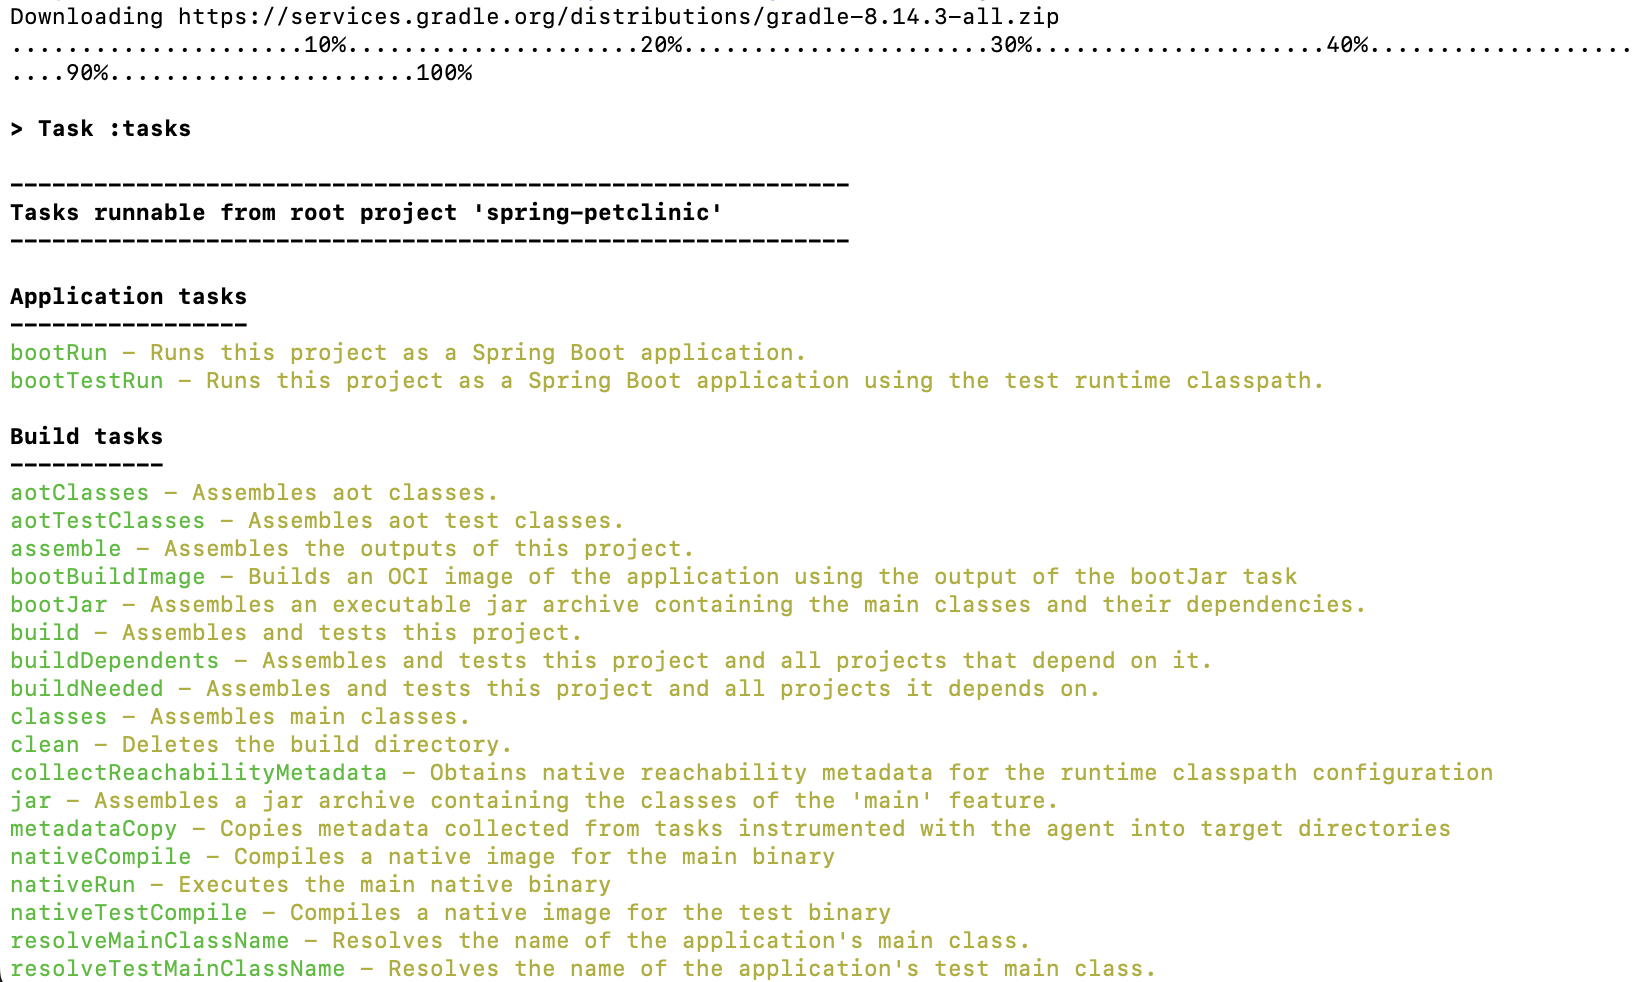 Downloading https://services.gradle.org/distributions/gradle-8.14.3-all.zip
.....................10%.....................20%......................30%.....................40%...................
....90%......................100%
> Task :tasks
------------------------------------------------------------
Tasks runnable from root project 'spring-petclinic'
------------------------------------------------------------
Application tasks
-----------------
bootRun - Runs this project as a Spring Boot application.
bootTestRun - Runs this project as a Spring Boot application using the test runtime classpath.
Build tasks
-----------
aotClasses - Assembles aot classes.
aotTestClasses - Assembles aot test classes.
assemble - Assembles the outputs of this project.
bootBuildImage - Builds an OCI image of the application using the output of the bootJar task
bootJar - Assembles an executable jar archive containing the main classes and their dependencies.
build - Assembles and tests this project.
buildDependents - Assembles and tests this project and all projects that depend on it.
buildNeeded - Assembles and tests this project and all projects it depends on.
classes - Assembles main classes.
clean - Deletes the build directory.
collectReachabilityMetadata - Obtains native reachability metadata for the runtime classpath configuration
jar - Assembles a jar archive containing the classes of the 'main' feature.
metadataCopy - Copies metadata collected from tasks instrumented with the agent into target directories
nativeCompile - Compiles a native image for the main binary
nativeRun - Executes the main native binary
nativeTestCompile - Compiles a native image for the test binary
resolveMainClassName - Resolves the name of the application's main class.
resolveTestMainClassName - Resolves the name of the application's test main class.